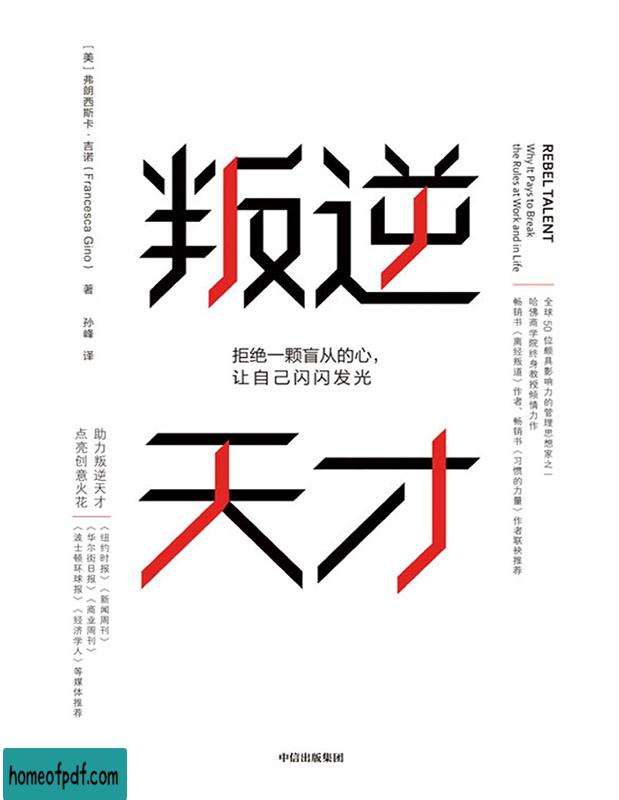 叛逆
天才
拒绝一颗盲从的心，
让自己闪闪发光
［美］弗朗西斯卡·吉诺（Francesca Gino） 著
孙峰 译
REBEL TALENT
Why It Pays to Break
the Rules at Work and in Life
全球50位颇具影响力的管理思想家之一
哈佛商学院终身教授倾情力作
畅销书《离经叛道》作者、畅销书《习惯的力量》作者联袂推荐
助力叛逆天才
点亮创意火花
《纽约时报》《新闻周刊》
《华尔街日报》《商业周刊》
《波士顿环球报》《经济学人》等媒体推荐
中信出版集团
homeofpdf.com